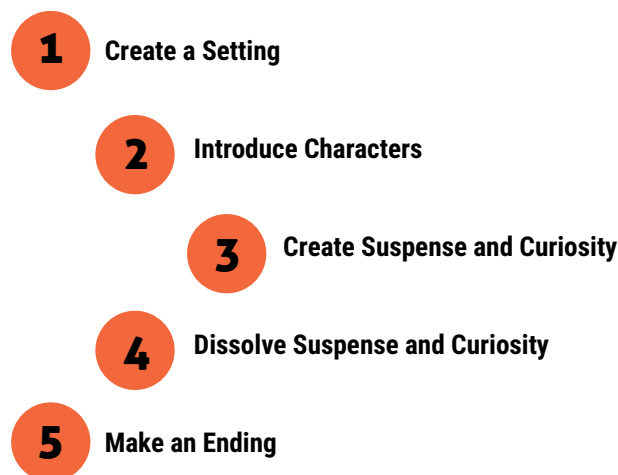 1 Create a Setting
2 Introduce Characters
3 Create Suspense and Curiosity
4 Dissolve Suspense and Curiosity
5 Make an Ending